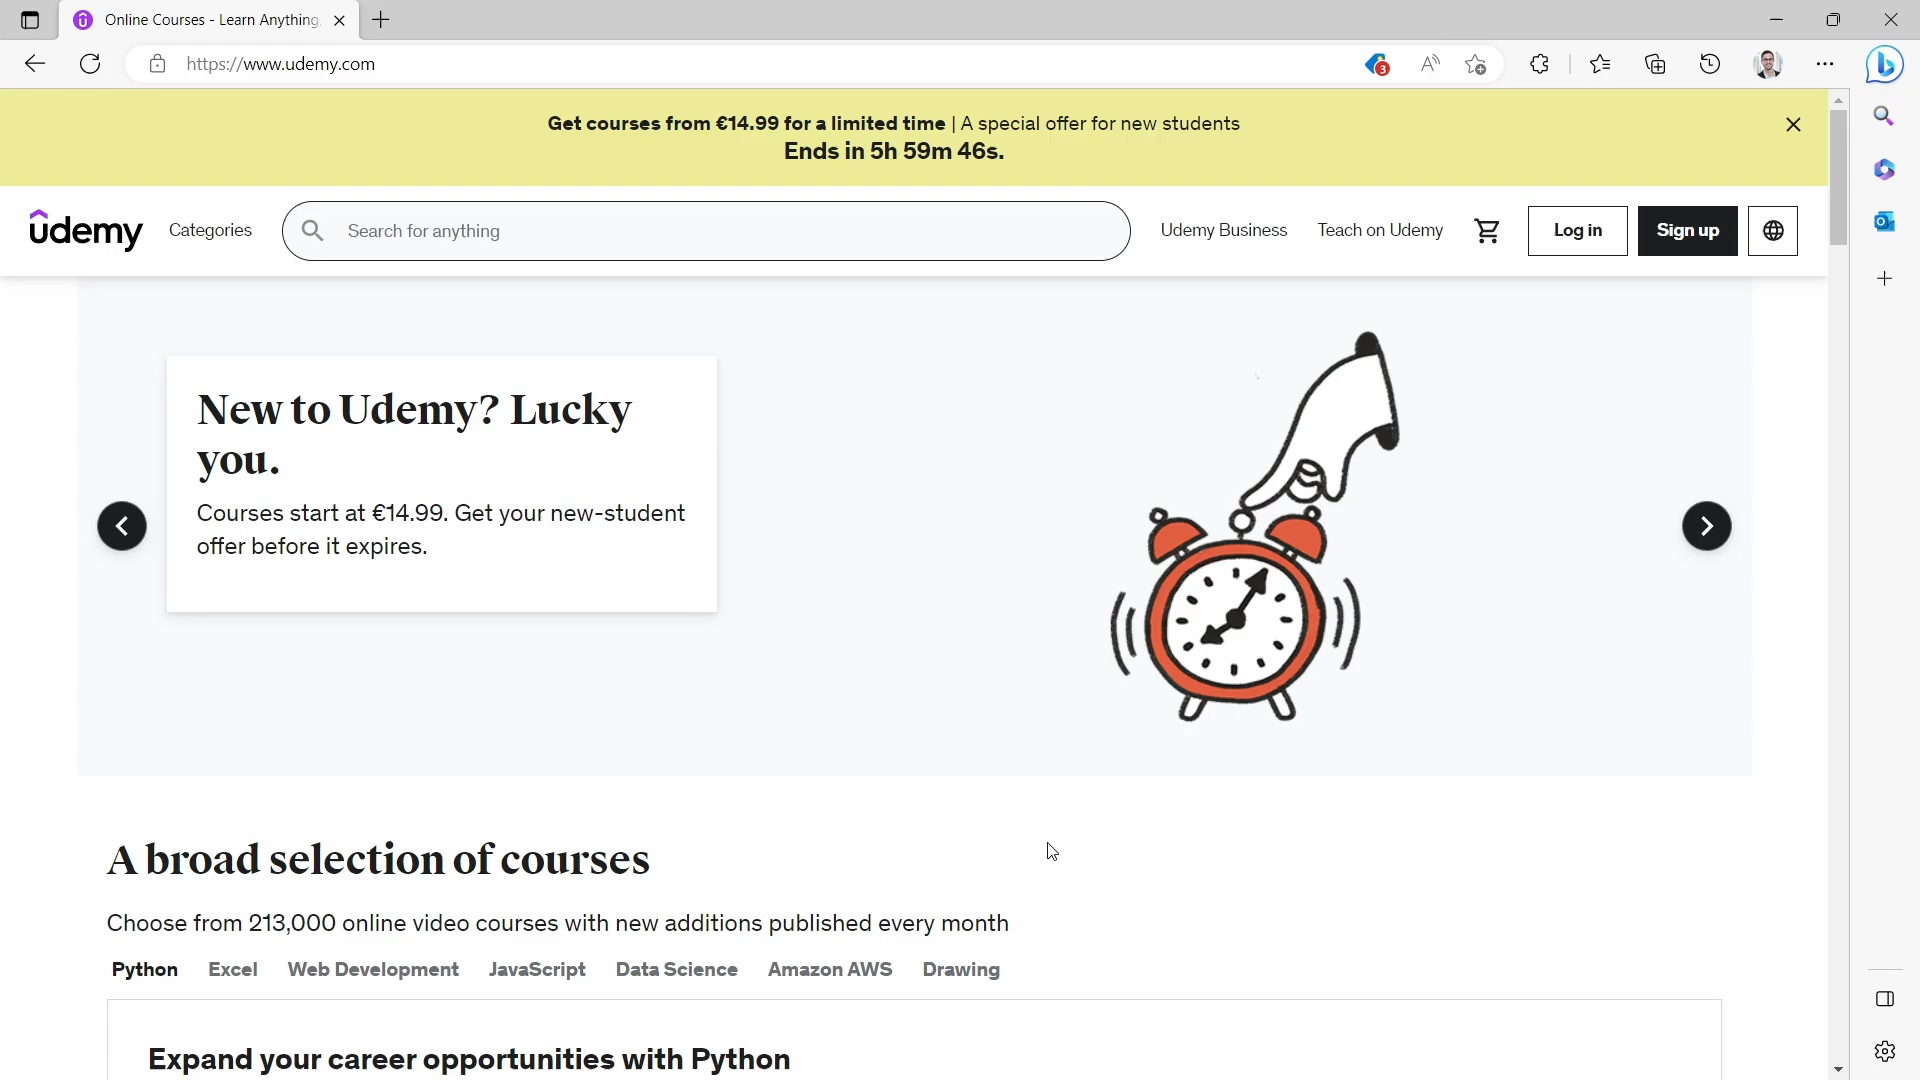 Online Courses - Learn Anything,
https://www.udemy.com
3
Get courses from €14.99 for a limited time | A special offer for new students
Ends in 5h 59m 46s.
ûdemy
Categories
Search for anything
Udemy Business
Teach on Udemy
Log in
Sign up
New to Udemy? Lucky
you.
Courses start at €14.99. Get your new-student
offer before it expires.
A broad selection of courses
Choose from 213,000 online video courses with new additions published every month
Python Excel Web Development JavaScript Data Science Amazon AWS Drawing
Expand your career opportunities with Python